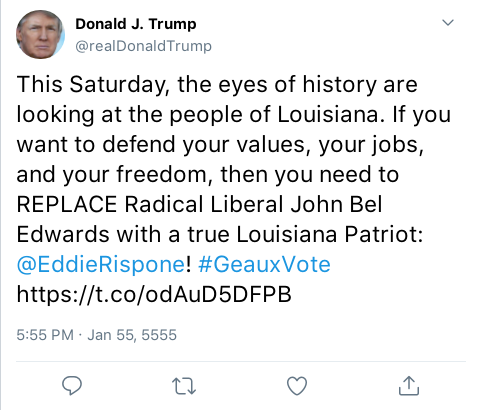 Donald J. Trump
@realDonaldTrump
This Saturday, the eyes of history are
looking at the people of Louisiana. If you
want to defend your values, your jobs,
and your freedom, then you need to
REPLACE Radical Liberal John Bel
Edwards with a true Louisiana Patriot:
@EddieRispone! #GeauxVote
https://t.co/odAuD5DFPB
5:55 PM · Jan 55, 5555